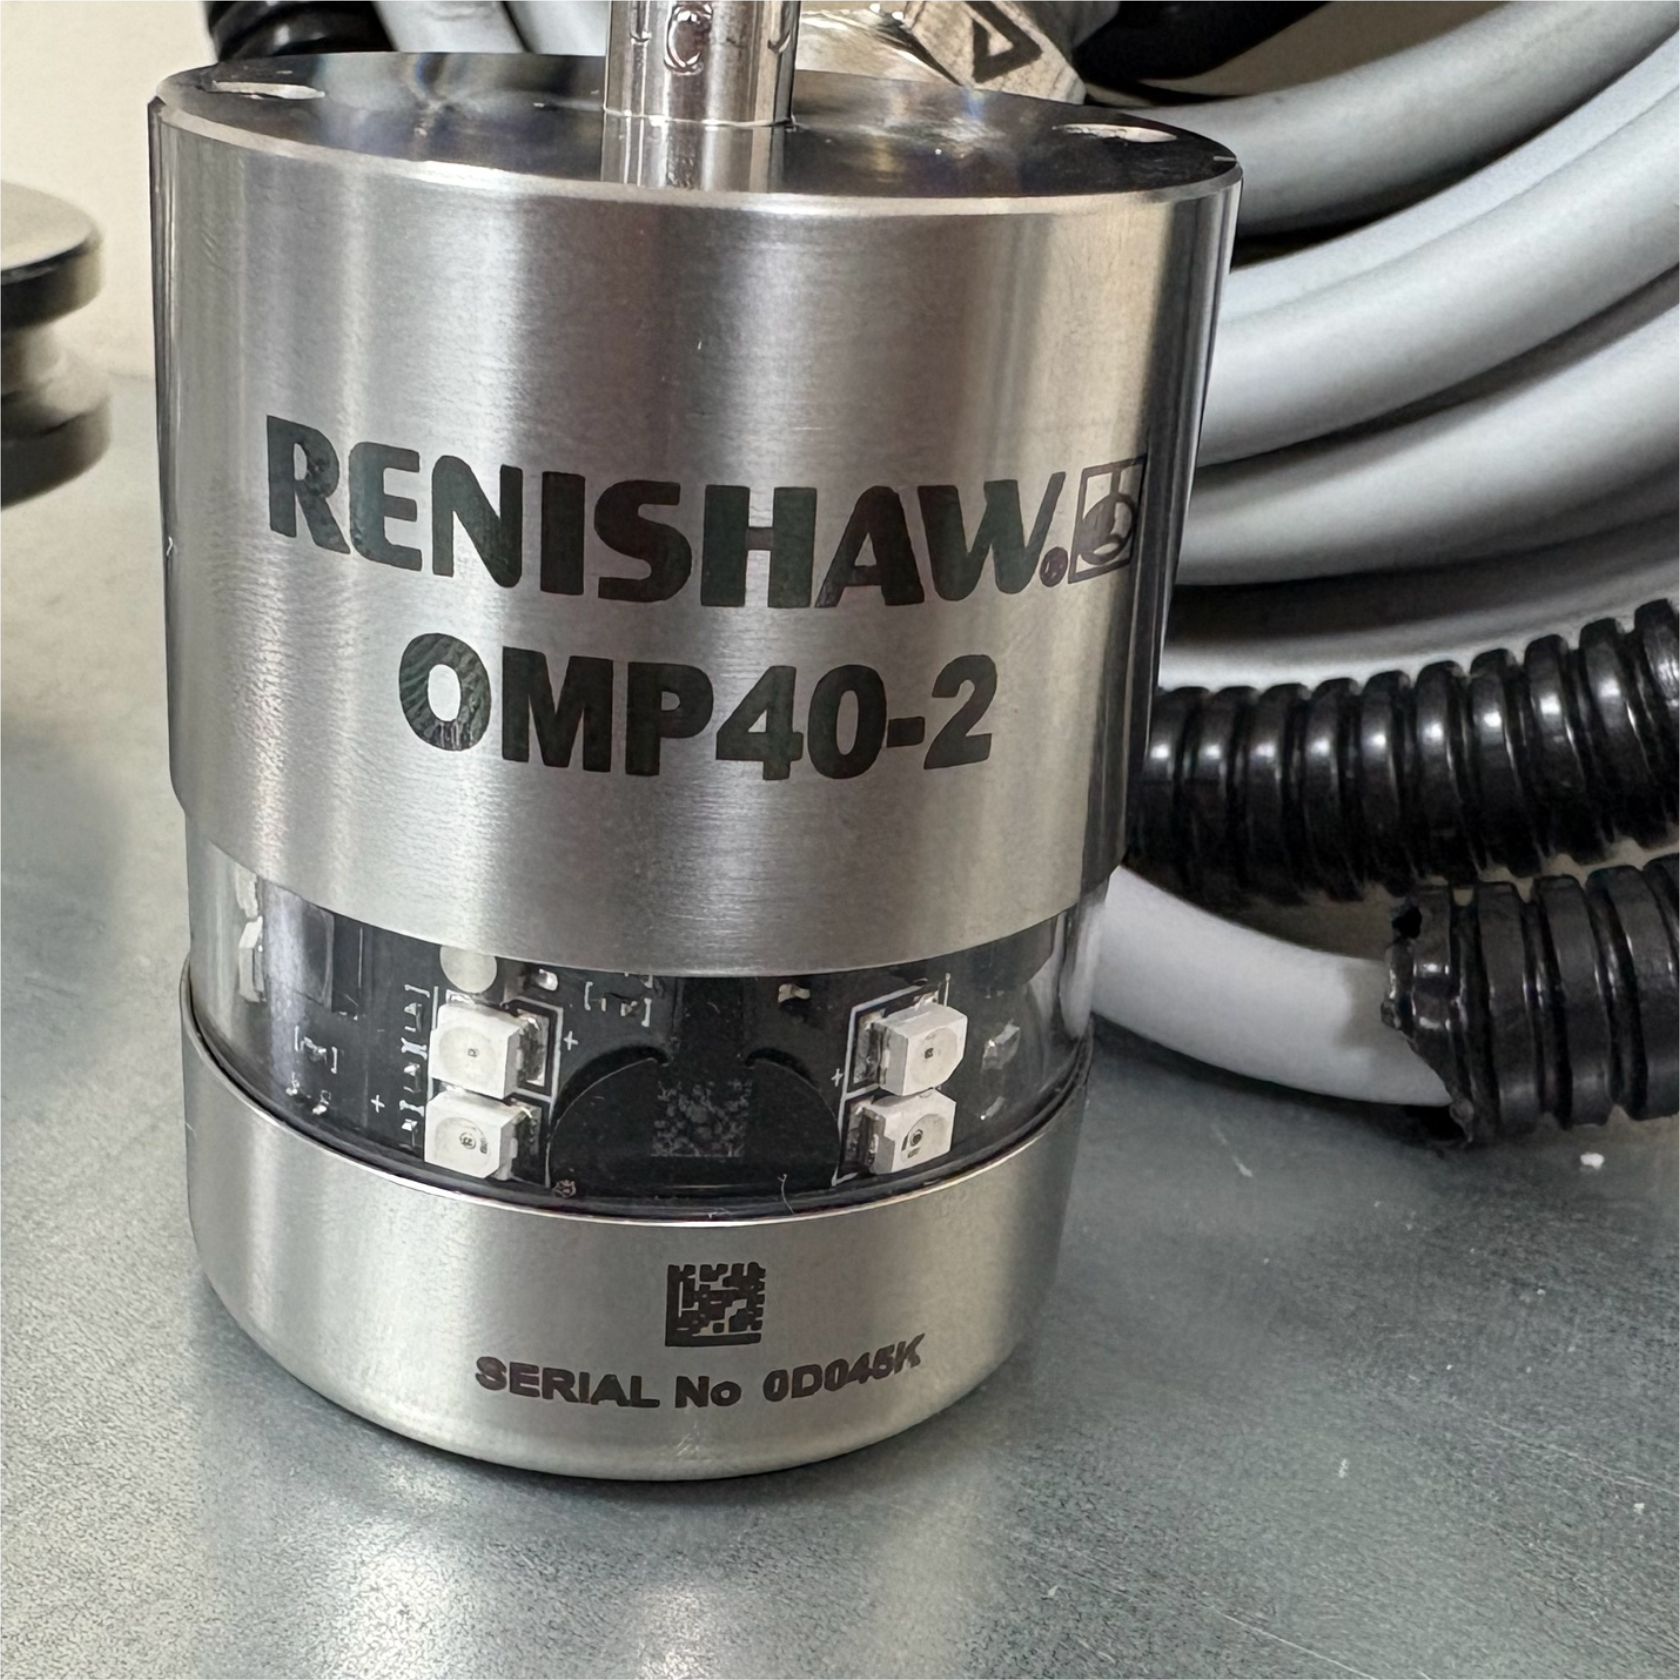 RENISHAW.
OMP40-2
SERIAL No 0D045K